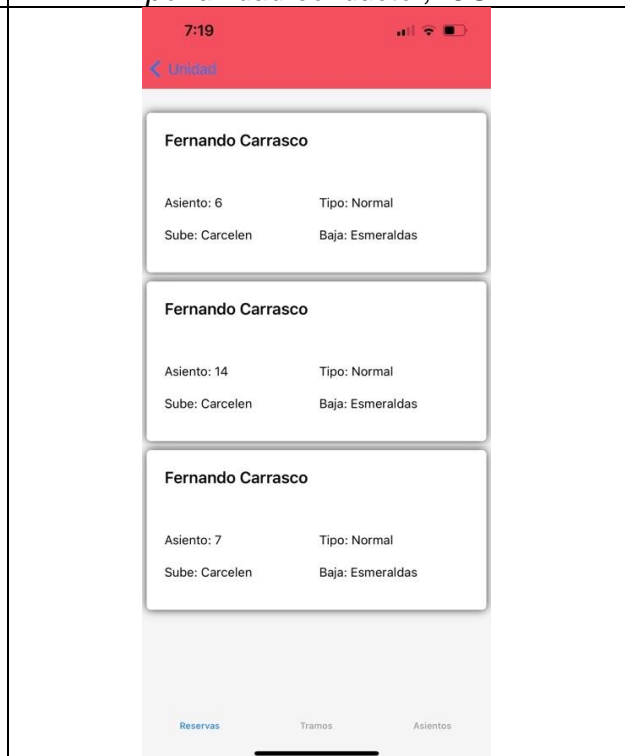 7:19
Unidad
Fernando Carrasco
Asiento: 6 Tipo: Normal
Sube: Carcelen Baja: Esmeraldas
Fernando Carrasco
Asiento: 14 Tipo: Normal
Sube: Carcelen Baja: Esmeraldas
Fernando Carrasco
Asiento: 7 Tipo: Normal
Sube: Carcelen Baja: Esmeraldas
Reservas Tramos Asientos